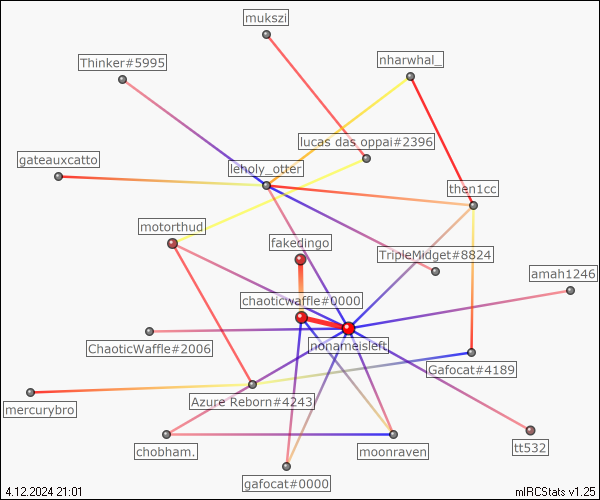 mukszi
Thinker#5995
nharwhal_
lucas das oppai#2396
gateauxcatto
leholy_otter
then1cc
motorthud
fakedingo
TripleMidget#8824
amah1246
chaoticwaffle#0000
nonameisleft
ChaoticWaffle#2006
Gafocat#4189
Azure Reborn#4243
mercurybro
chobham.
moonraven
tt532
gafocat#0000
4.12.2024 21:01
mIRCStats v1.25